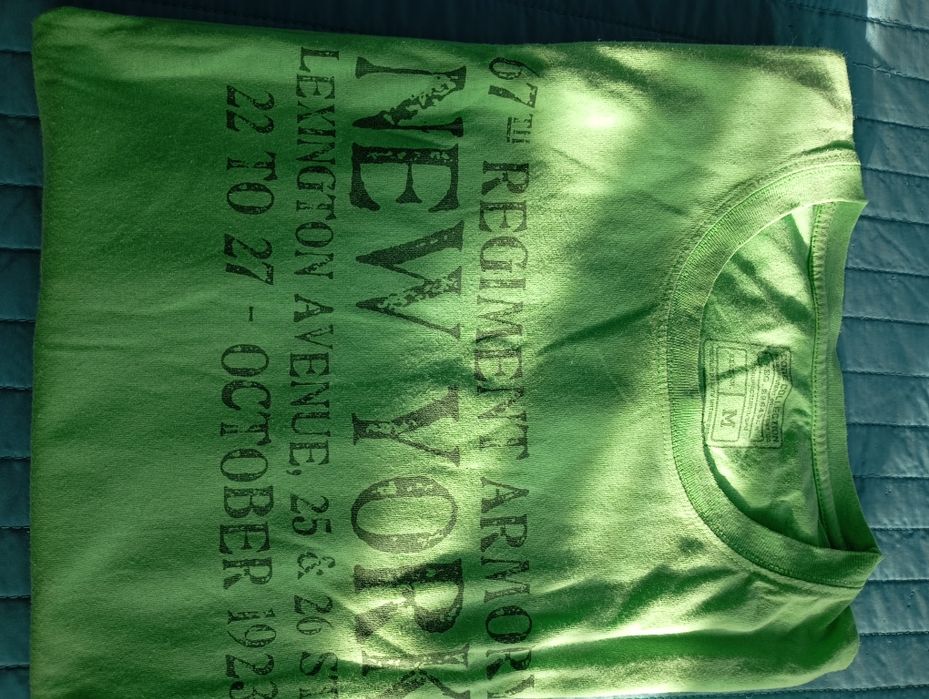 67TH REGIMENT ARMORY
NEW YORK
LEXINGTON AVENUE, 25 & 26 ST
22 TO 27 - OCTOBER 1923
M